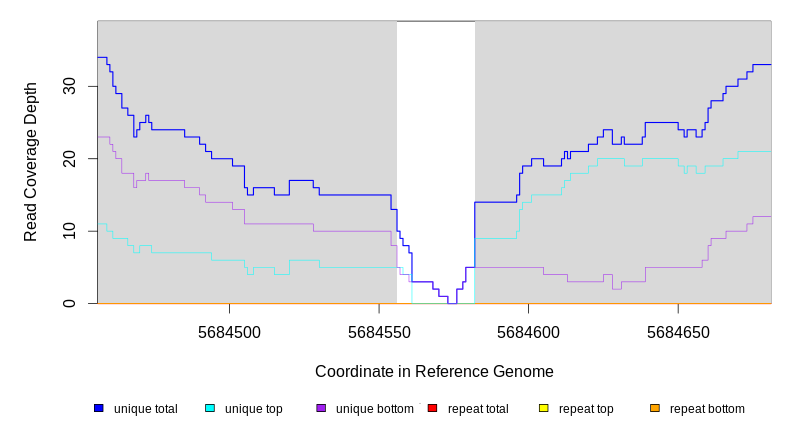 Read Coverage Depth
30
20
10
0
5684500 5684550 5684600 5684650
Coordinate in Reference Genome
unique total unique top unique bottom repeat total repeat top repeat bottom